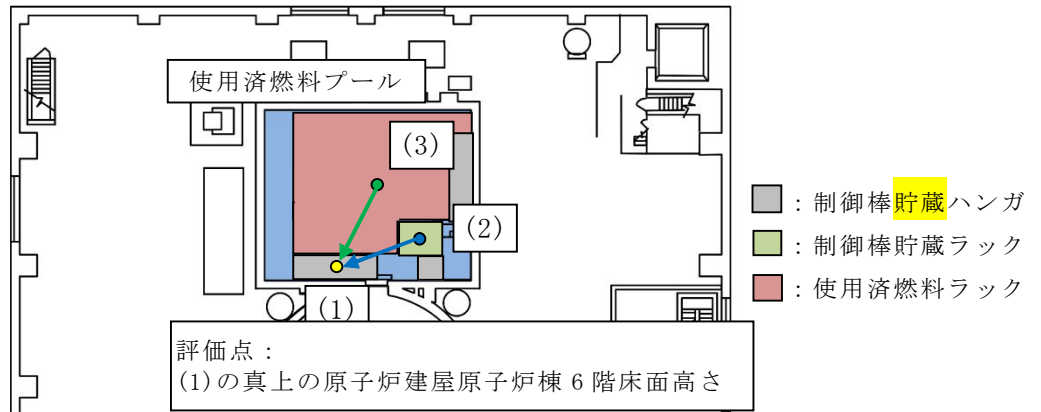 使用済燃料プール
(3)
(2)
(1)
：制御棒貯蔵ハンガ
：制御棒貯蔵ラック
：使用済燃料ラック
評価点：
(1)の真上の原子炉建屋原子炉棟6階床面高さ